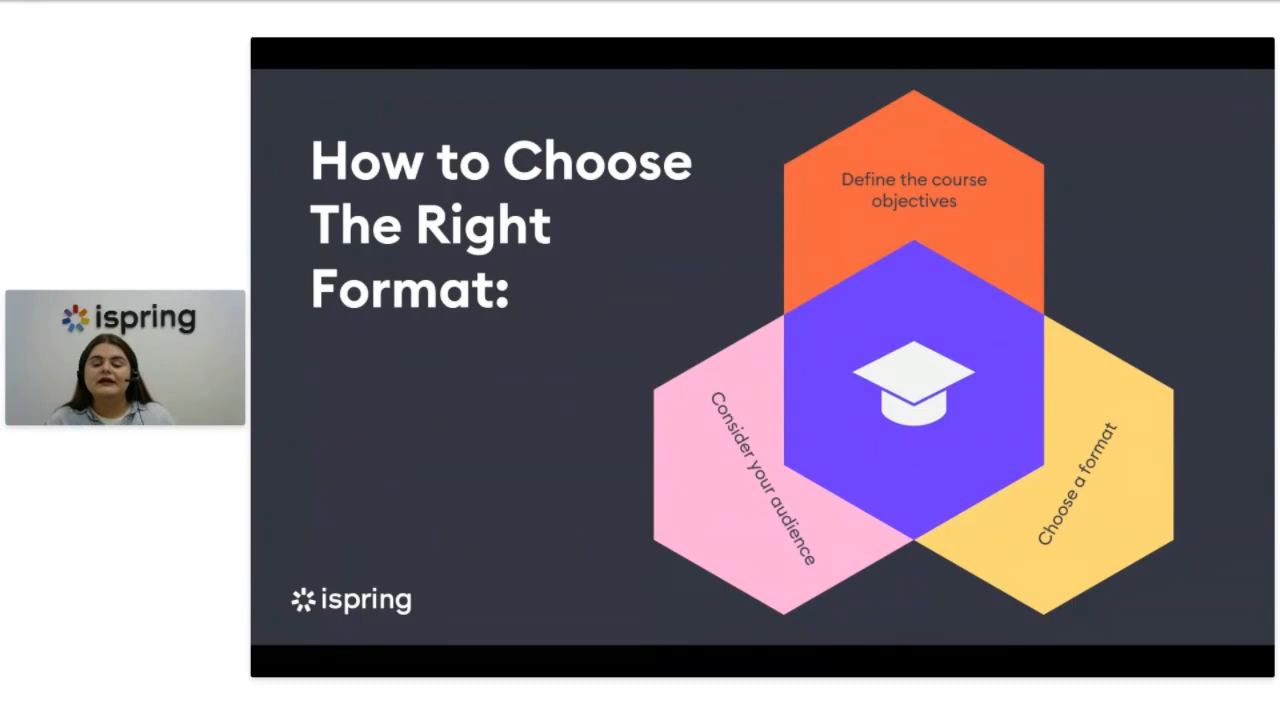 ispring
How to Choose
The Right
Format:
Define the course
objectives
Consider your audience
Choose a format
ispring